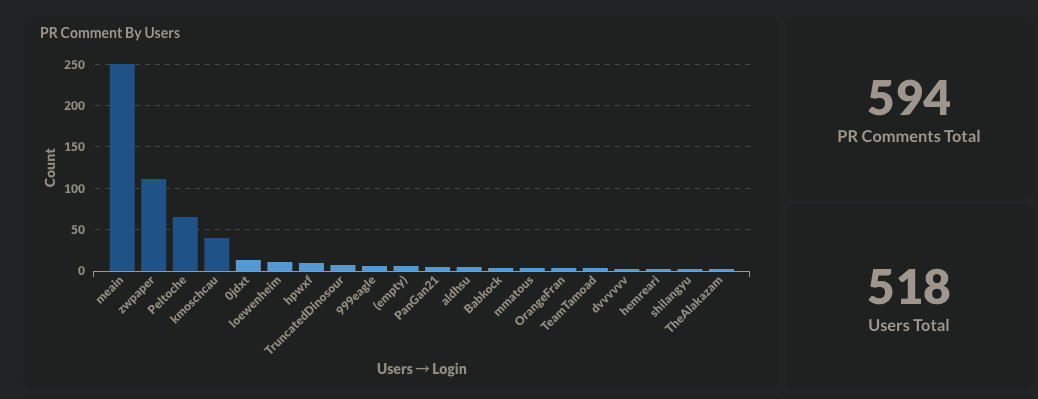 PR Comment By Users
250
200
150
100
50
0
Count
meain
zwpaper
Peltoche
knoschcau
0jdxt
loewenheim
hpwxf
TruncatedDinosour
999eagle
(empty)
PanGan21
aldhsu
Babkock
mmatous
OrangeFran
TeamTamoad
dvvvvvv
hemreari
shilangyu
TheAlakazam
Users → Login
594
PR Comments Total
518
Users Total